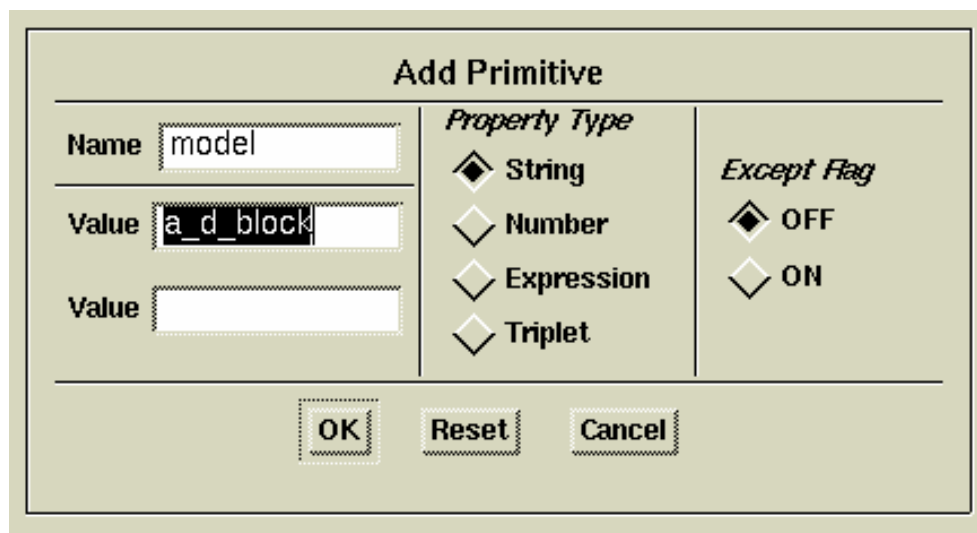 Add Primitive
Name model
Value a_d_block
Value
Property Type
String
Number
Expression
Triplet
Except Flag
OFF
ON
OK Reset Cancel